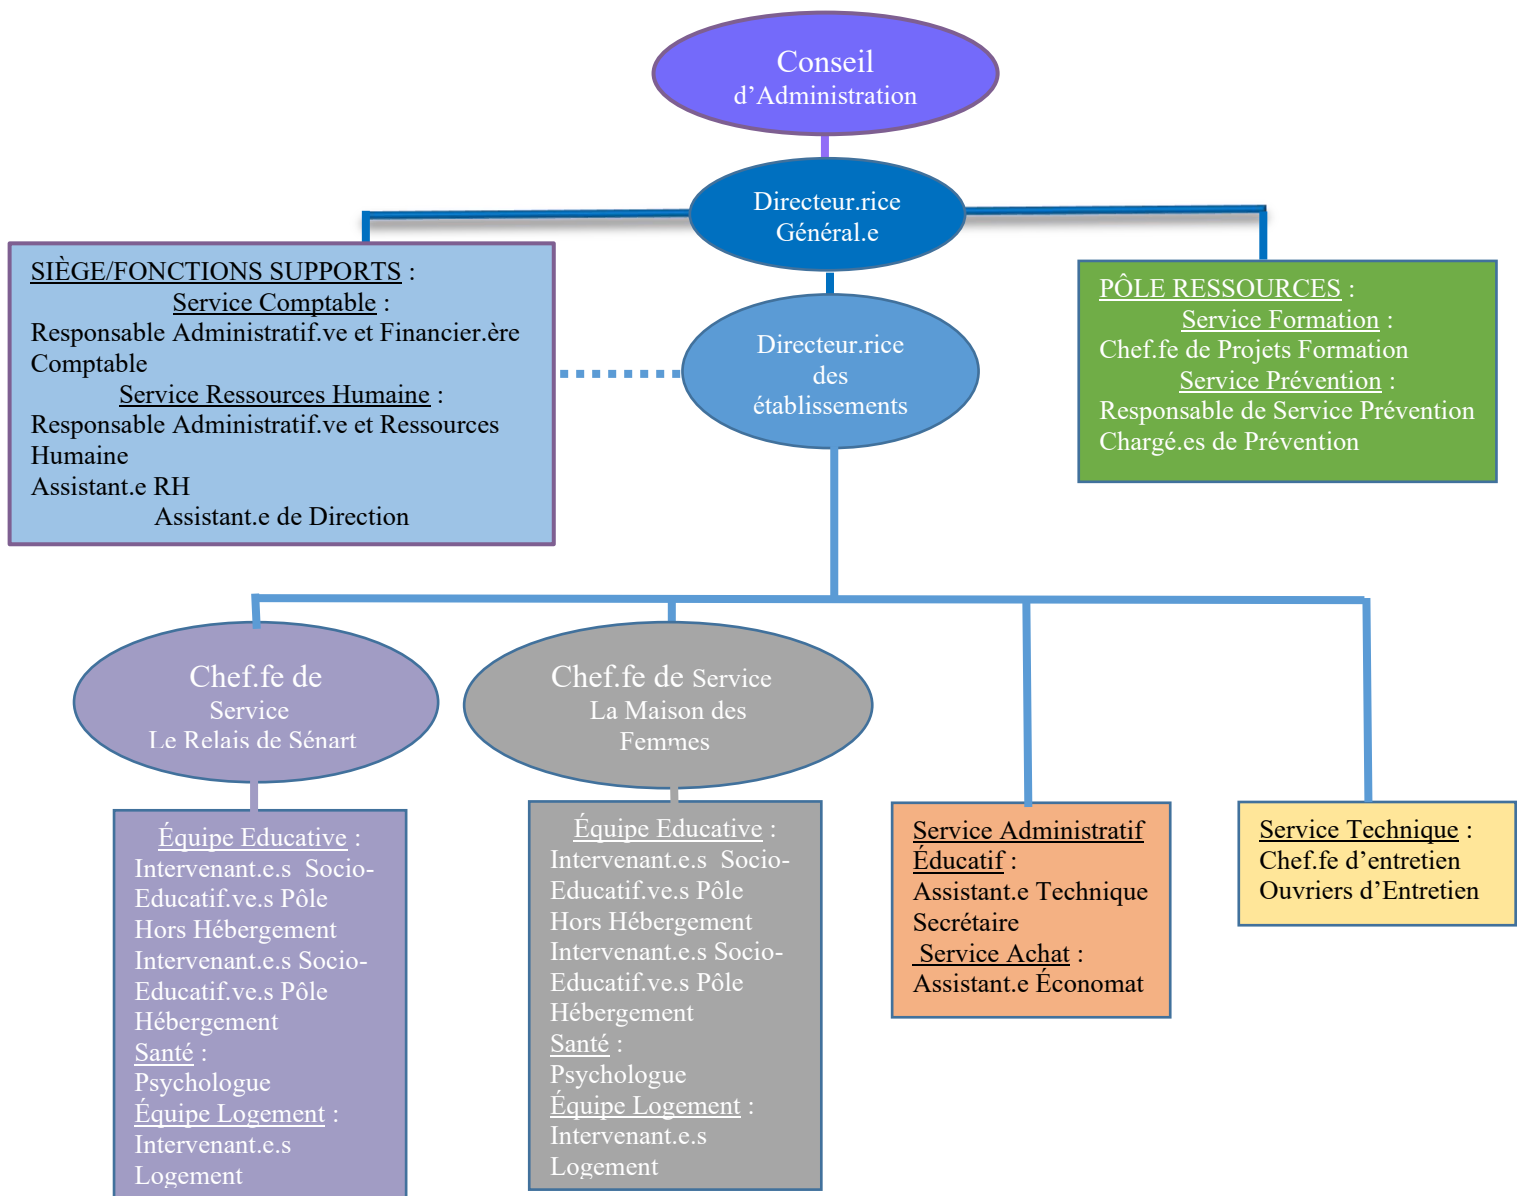 Conseil
d’Administration
Directeur.rice
Général.e
SIÈGE/FONCTIONS SUPPORTS :
Service Comptable :
Responsable Administratif.ve et Financier.ère
Comptable
Service Ressources Humaine :
Responsable Administratif.ve et Ressources
Humaine
Assistant.e RH
Assistant.e de Direction
Directeur.rice
des
établissements
PÔLE RESSOURCES :
Service Formation :
Chef.fe de Projets Formation
Service Prévention :
Responsable de Service Prévention
Chargé.es de Prévention
Chef.fe de
Service
Le Relais de Sénart
Chef.fe de Service
La Maison des
Femmes
Équipe Educative :
Intervenant.e.s  Socio-
Educatif.ve.s Pôle
Hors Hébergement
Intervenant.e.s Socio-
Educatif.ve.s Pôle
Hébergement
Santé :
Psychologue
Équipe Logement :
Intervenant.e.s
Logement
Équipe Educative :
Intervenant.e.s  Socio-
Educatif.ve.s Pôle
Hors Hébergement
Intervenant.e.s Socio-
Educatif.ve.s Pôle
Hébergement
Santé :
Psychologue
Équipe Logement :
Intervenant.e.s
Logement
Service Administratif
Éducatif :
Assistant.e Technique
Secrétaire
Service Achat :
Assistant.e Économat
Service Technique :
Chef.fe d’entretien
Ouvriers d’Entretien